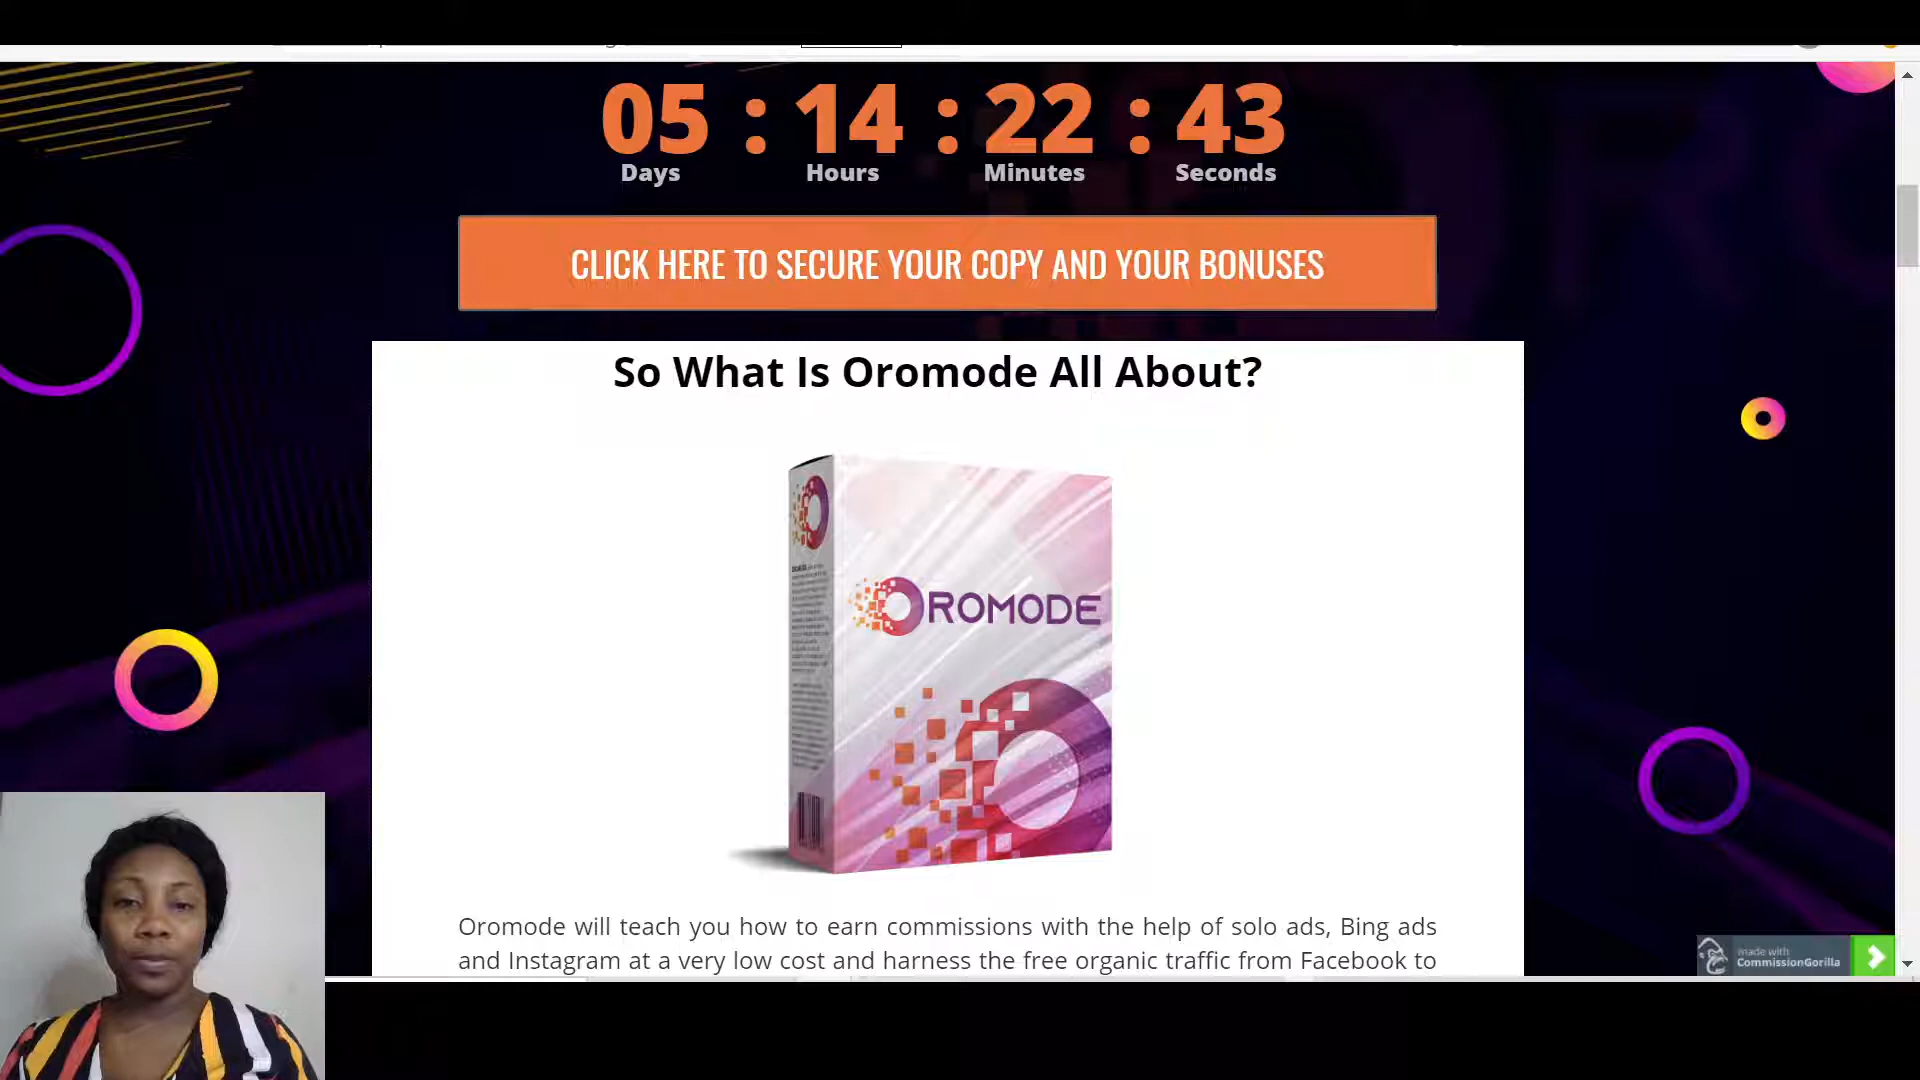 05 : 14 : 22 : 43
Days Hours Minutes Seconds
CLICK HERE TO SECURE YOUR COPY AND YOUR BONUSES
So What Is Oromode All About?
OROMODE
Oromode will teach you how to earn commissions with the help of solo ads, Bing ads
and Instagram at a very low cost and harness the free organic traffic from Facebook to
made with
CommissionGorilla